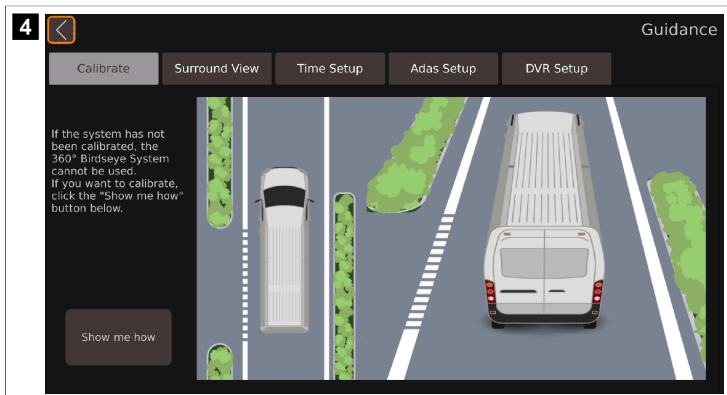 4
Guidance
Calibrate
Surround View
Time Setup
Adas Setup
DVR Setup
If the system has not
been calibrated, the
360° Birdseye System
cannot be used.
If you want to calibrate,
click the "Show me how"
button below.
Show me how